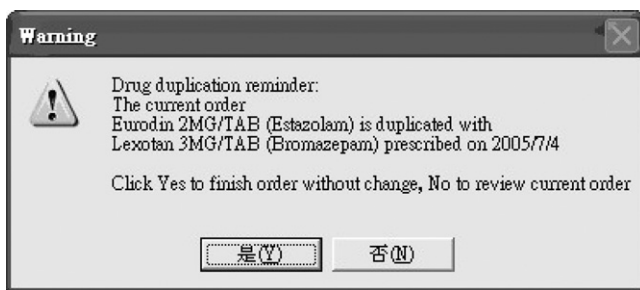 Warning
Drug duplication reminder:
The current order
Eurodin 2MG/TAB (Estazolam) is duplicated with
Lexotan 3MG/TAB (Bromazepam) prescribed on 2005/7/4
Click Yes to finish order without change, No to review current order
是(Y) 否(N)